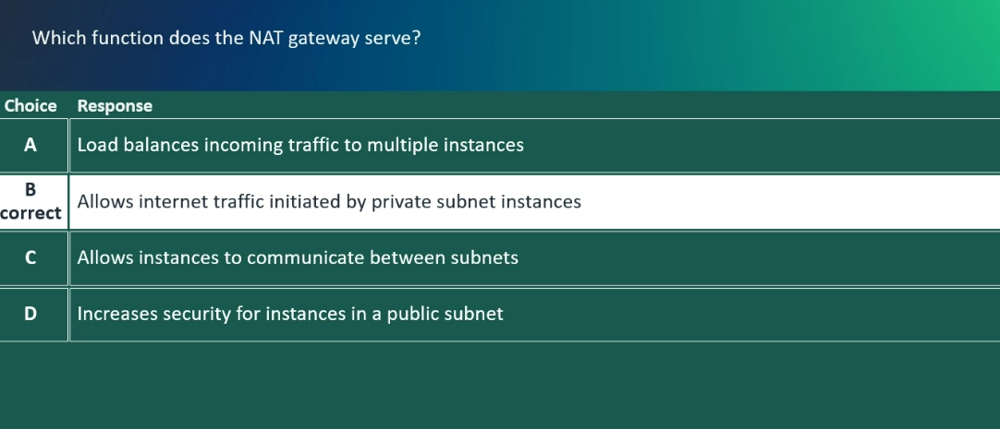 Which function does the NAT gateway serve?
Choice Response
A Load balances incoming traffic to multiple instances
B
correct Allows internet traffic initiated by private subnet instances
C Allows instances to communicate between subnets
D Increases security for instances in a public subnet